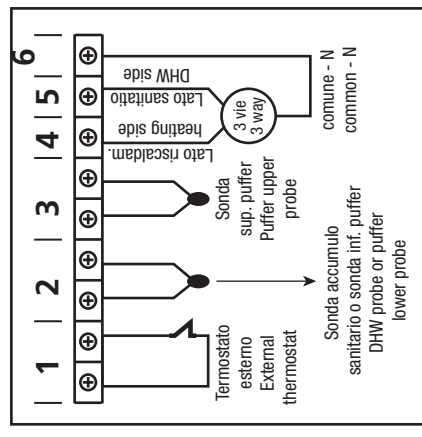 1
2
3
4
5
6
Termostato
esterno
External
thermostat
Sonda accumulo
sanitario o sonda inf. puffer
DHW probe or puffer
lower probe
Sonda
sup. puffer
Puffer upper
probe
Lato riscaldam.
heating side
Lato sanitatio
DHW side
3 vie
3 way
comune - N
common - N